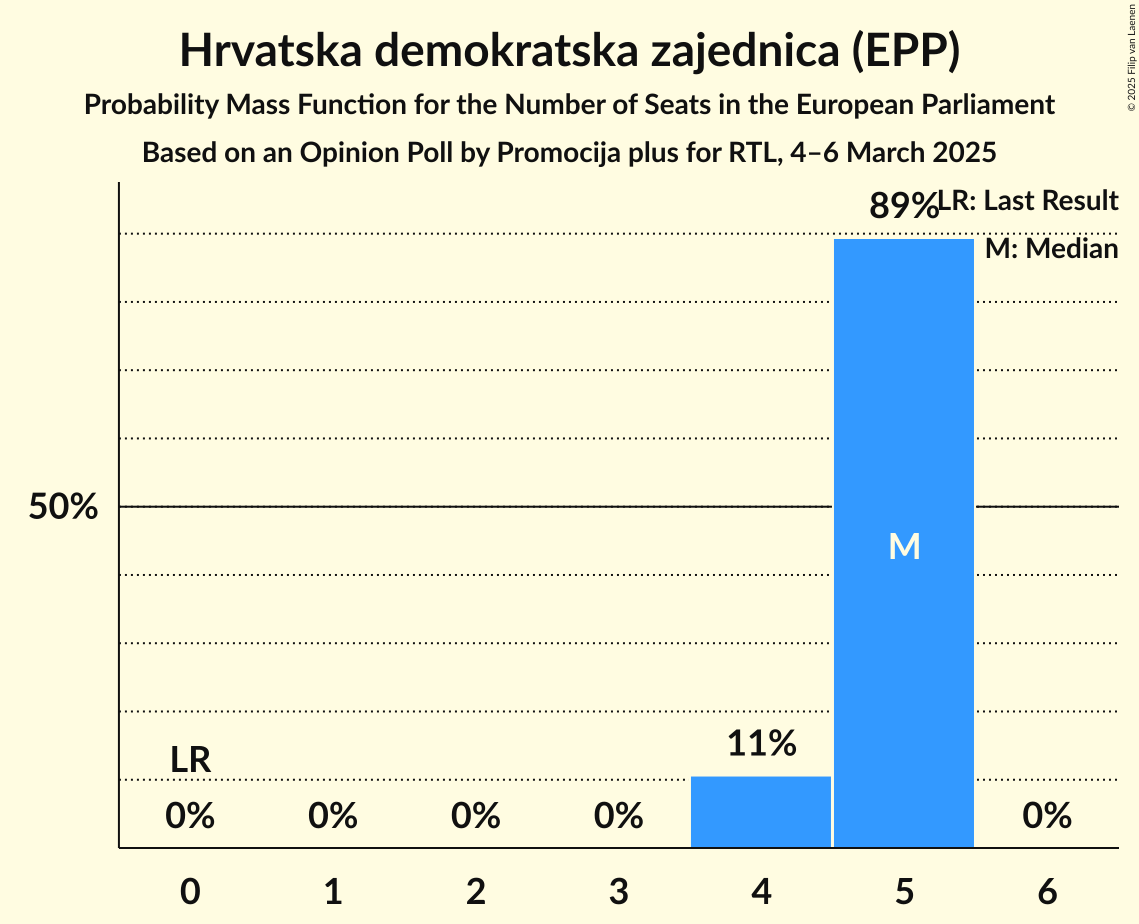 Hrvatska demokratska zajednica (EPP)
Probability Mass Function for the Number of Seats in the European Parliament
Based on an Opinion Poll by Promocija plus for RTL, 4–6 March 2025
© 2025 Filip van Laenen
89%
LR: Last Result
M: Median
50%
M
LR
11%
0%
0%
0%
0%
0%
0
1
2
3
4
5
6